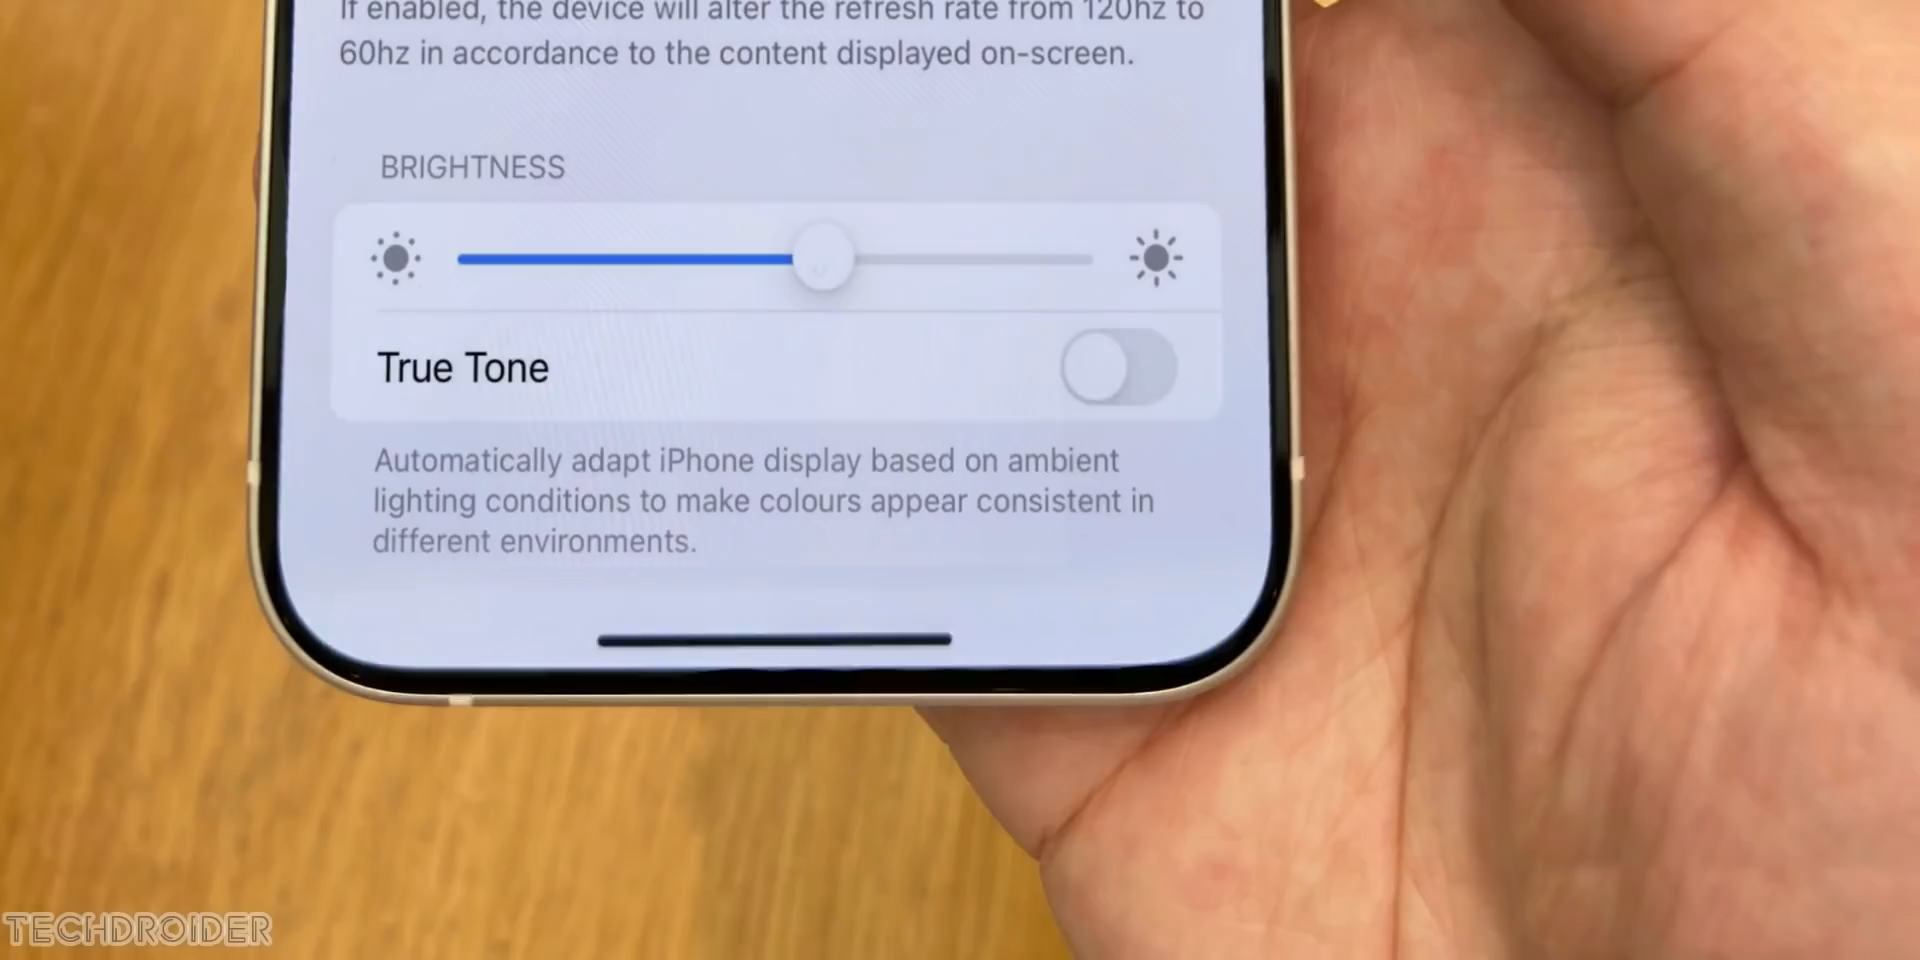 If enabled, the device will alter the refresh rate from 120hz to
60hz in accordance to the content displayed on-screen.
BRIGHTNESS
True Tone
Automatically adapt iPhone display based on ambient
lighting conditions to make colours appear consistent in
different environments.
TECHDROIDER